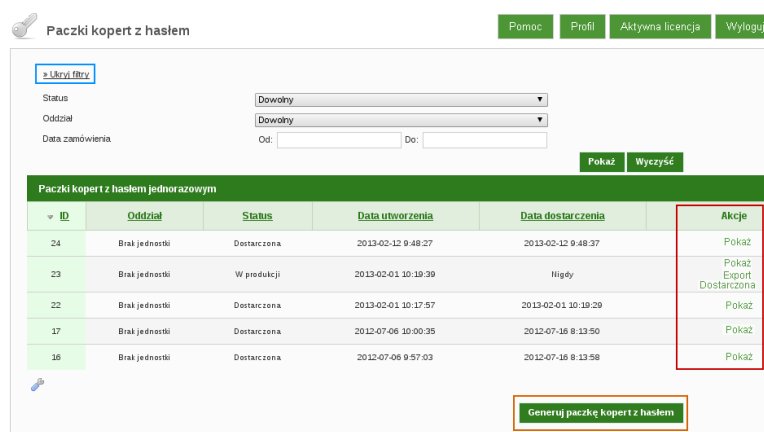 Paczki kopert z hasłem
Pomoc Profil Aktywna licencja Wyloguj
» Ukryj filtry
Status Dowolny
Oddział Dowolny
Data zamówienia Od: Do:
Pokaż Wyczyść
Paczki kopert z hasłem jednorazowym
ID Oddział Status Data utworzenia Data dostarczenia Akcje
24 Brak jednostki Dostarczona 2013-02-12 9:48:27 2013-02-12 9:48:37 Pokaż
23 Brak jednostki W produkcji 2013-02-01 10:19:39 Nigdy Pokaż
Export
Dostarczona
22 Brak jednostki Dostarczona 2013-02-01 10:17:57 2013-02-01 10:19:29 Pokaż
17 Brak jednostki Dostarczona 2012-07-06 10:00:35 2012-07-16 8:13:50 Pokaż
16 Brak jednostki Dostarczona 2012-07-06 9:57:03 2012-07-16 8:13:58 Pokaż
Generuj paczkę kopert z hasłem